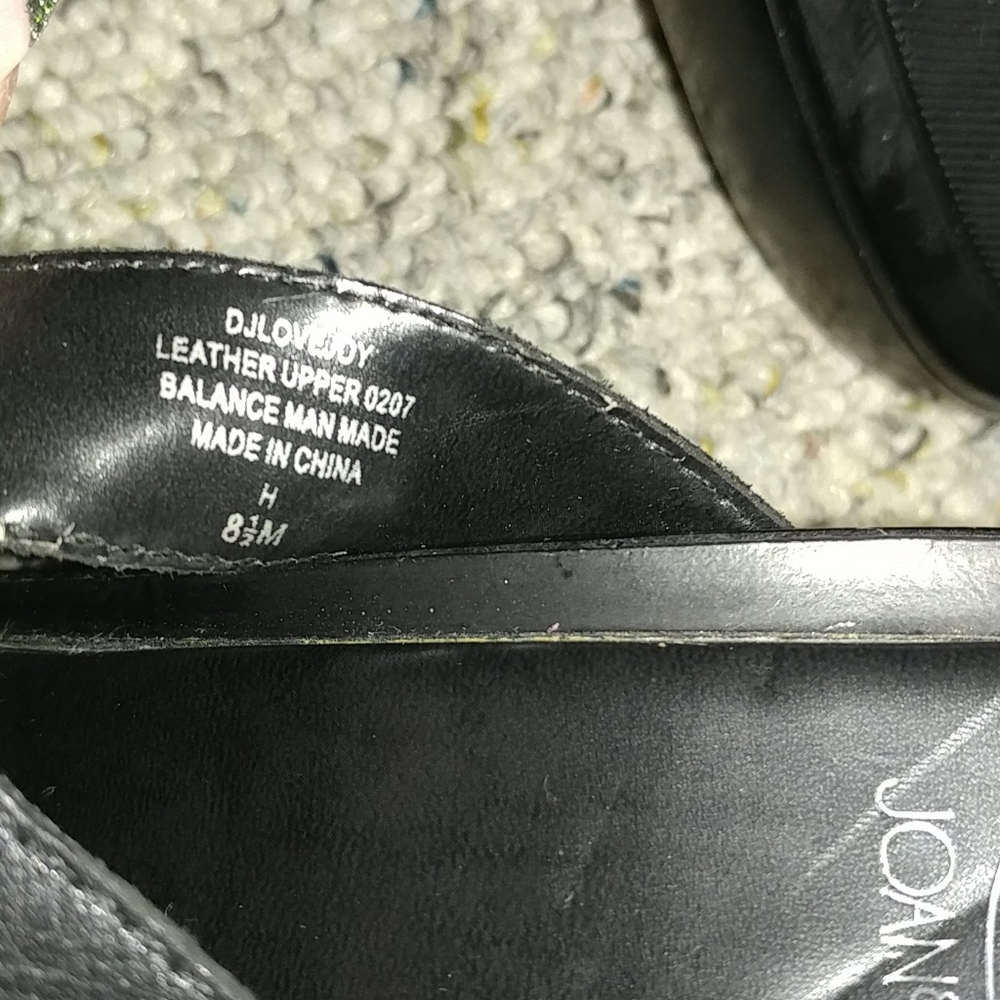 DJLOVEJOY
LEATHER UPPER 0207
BALANCE MAN MADE
MADE IN CHINA
H
8½M
JOAN